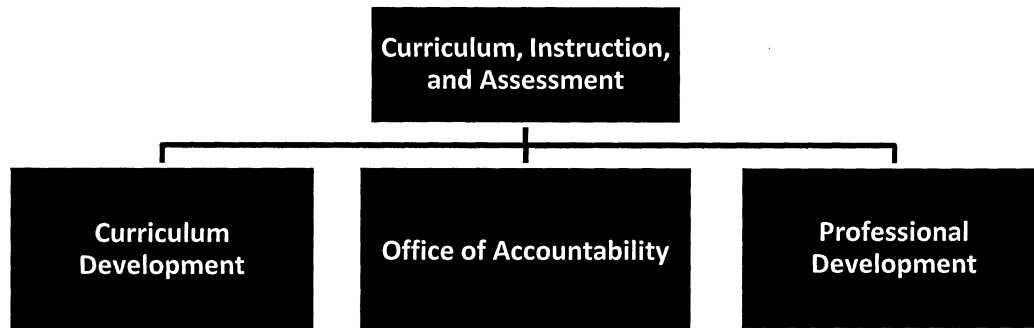 Curriculum, Instruction,
and Assessment
Curriculum
Development
Office of Accountability
Professional
Development